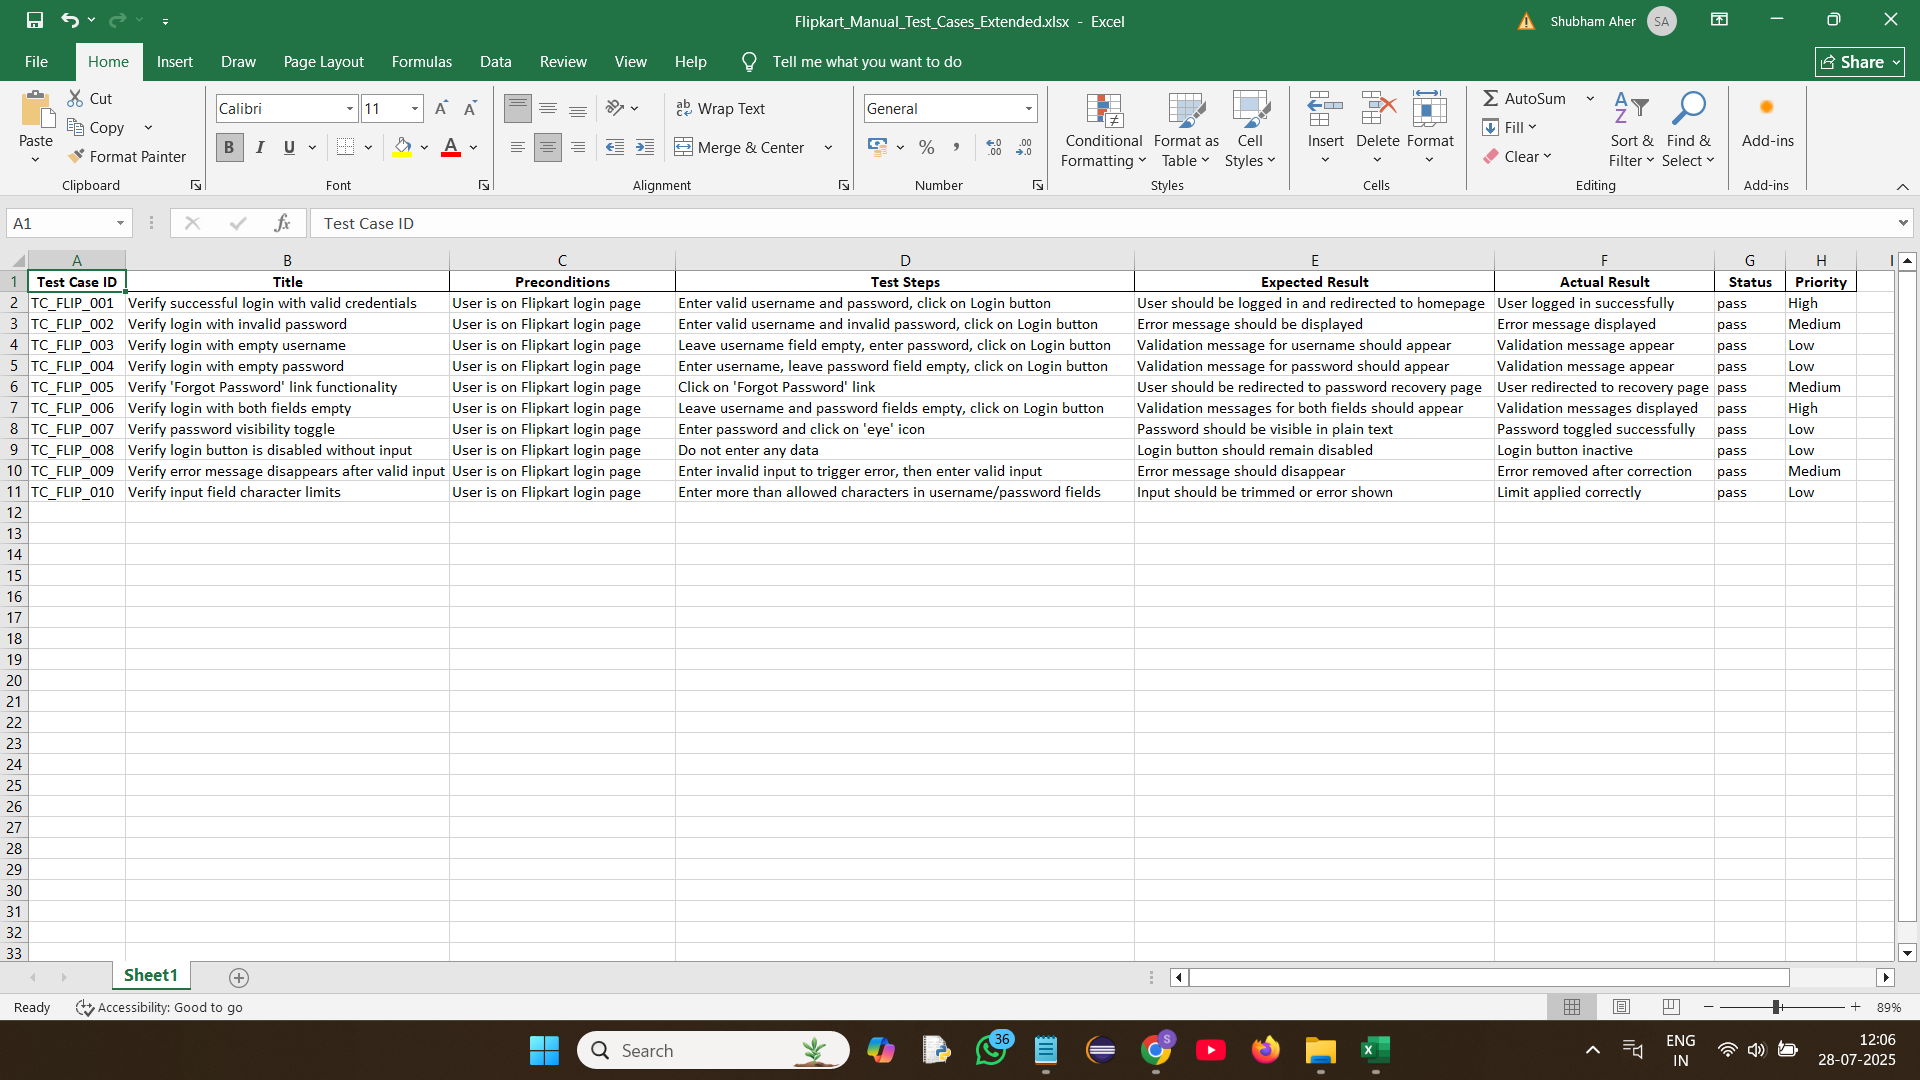 Flipkart_Manual_Test_Cases_Extended.xlsx - Excel
Shubham Aher SA
File Home Insert Draw Page Layout Formulas Data Review View Help Tell me what you want to do Share
Paste Cut Copy Format Painter Clipboard
Calibri 11 B I U A Font
ab Wrap Text Merge & Center Alignment
General % Number
Conditional Formatting Format as Table Cell Styles Styles
Insert Delete Format Cells
AutoSum Fill Clear Sort & Filter Find & Select Editing
Add-ins Add-ins
A1 fx Test Case ID
A B C D E F G H I
1 Test Case ID Title Preconditions Test Steps Expected Result Actual Result Status Priority
2 TC_FLIP_001 Verify successful login with valid credentials User is on Flipkart login page Enter valid username and password, click on Login button User should be logged in and redirected to homepage User logged in successfully pass High
3 TC_FLIP_002 Verify login with invalid password User is on Flipkart login page Enter valid username and invalid password, click on Login button Error message should be displayed Error message displayed pass Medium
4 TC_FLIP_003 Verify login with empty username User is on Flipkart login page Leave username field empty, enter password, click on Login button Validation message for username should appear Validation message appear pass Low
5 TC_FLIP_004 Verify login with empty password User is on Flipkart login page Enter username, leave password field empty, click on Login button Validation message for password should appear Validation message appear pass Low
6 TC_FLIP_005 Verify 'Forgot Password' link functionality User is on Flipkart login page Click on 'Forgot Password' link User should be redirected to password recovery page User redirected to recovery page pass Medium
7 TC_FLIP_006 Verify login with both fields empty User is on Flipkart login page Leave username and password fields empty, click on Login button Validation messages for both fields should appear Validation messages displayed pass High
8 TC_FLIP_007 Verify password visibility toggle User is on Flipkart login page Enter password and click on 'eye' icon Password should be visible in plain text Password toggled successfully pass Low
9 TC_FLIP_008 Verify login button is disabled without input User is on Flipkart login page Do not enter any data Login button should remain disabled Login button inactive pass Low
10 TC_FLIP_009 Verify error message disappears after valid input User is on Flipkart login page Enter invalid input to trigger error, then enter valid input Error message should disappear Error removed after correction pass Medium
11 TC_FLIP_010 Verify input field character limits User is on Flipkart login page Enter more than allowed characters in username/password fields Input should be trimmed or error shown Limit applied correctly pass Low
12
13
14
15
16
17
18
19
20
21
22
23
24
25
26
27
28
29
30
31
32
33
Sheet1
Ready Accessibility: Good to go 89%
Search 36 S ENG IN 12:06 28-07-2025